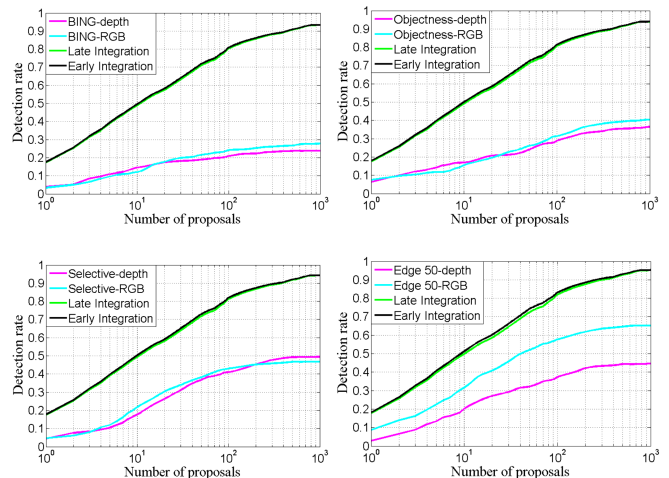 1
0.9
0.8
0.7
0.6
0.5
0.4
0.3
0.2
0.1
0
Detection rate
BING-depth
BING-RGB
Late Integration
Early Integration
10^0 10^1 10^2 10^3
Number of proposals
1
0.9
0.8
0.7
0.6
0.5
0.4
0.3
0.2
0.1
0
Detection rate
Objectness-depth
Objectness-RGB
Late Integration
Early Integration
10^0 10^1 10^2 10^3
Number of proposals
1
0.9
0.8
0.7
0.6
0.5
0.4
0.3
0.2
0.1
0
Detection rate
Selective-depth
Selective-RGB
Late Integration
Early Integration
10^0 10^1 10^2 10^3
Number of proposals
1
0.9
0.8
0.7
0.6
0.5
0.4
0.3
0.2
0.1
0
Detection rate
Edge 50-depth
Edge 50-RGB
Late Integration
Early Integration
10^0 10^1 10^2 10^3
Number of proposals